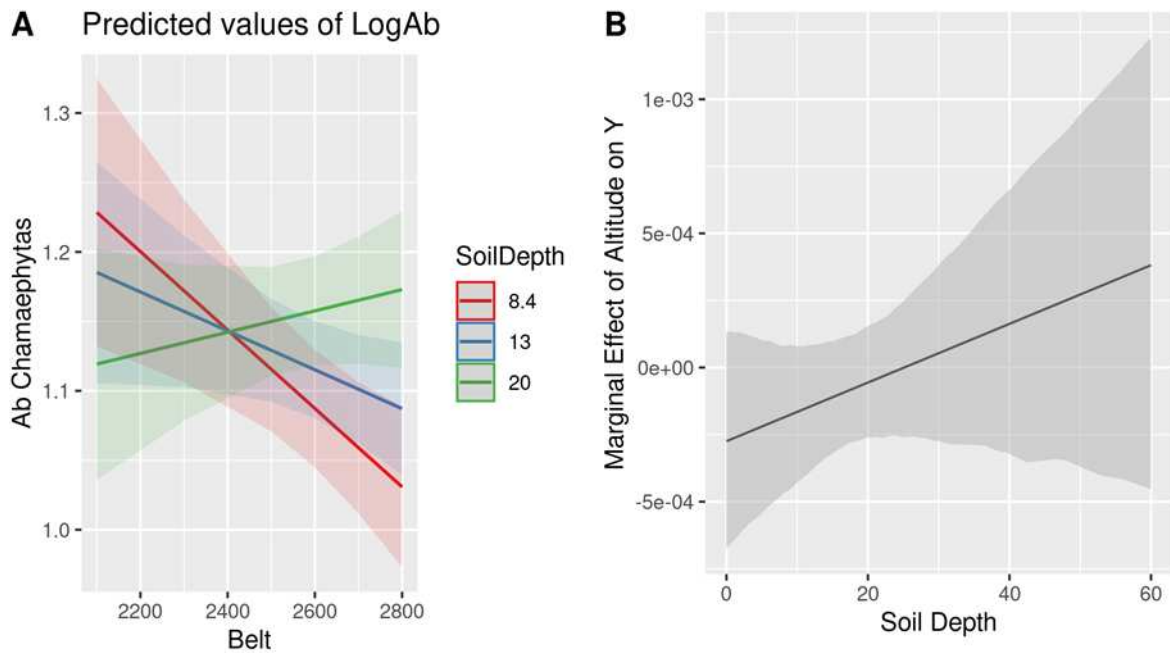 A
Predicted values of LogAb
Ab Chamaephytas
1.3
1.2
1.1
1.0
2200 2400 2600 2800
Belt
SoilDepth
8.4
13
20
B
Marginal Effect of Altitude on Y
1e-03
5e-04
0e+00
-5e-04
0 20 40 60
Soil Depth